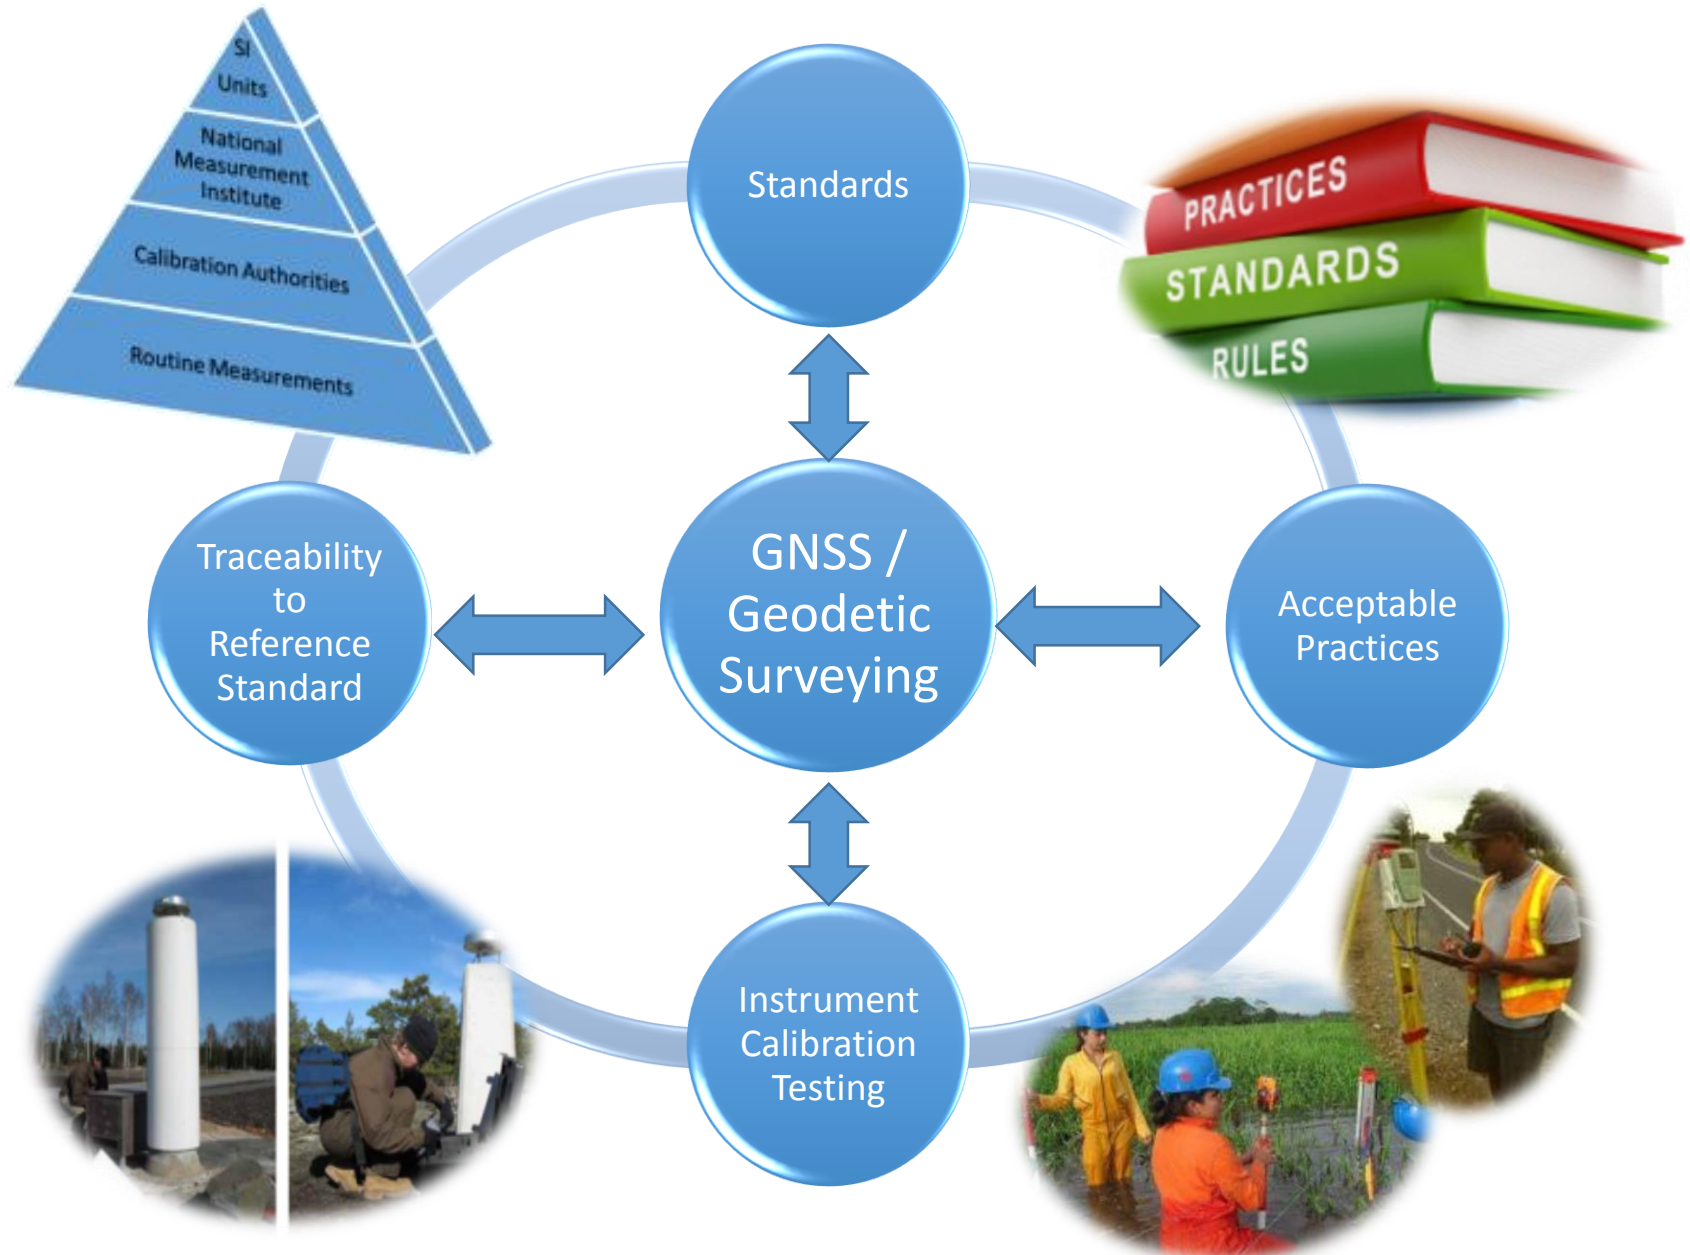 SI
Units
National
Measurement
Institute
Calibration Authorities
Routine Measurements
Standards
PRACTICES
STANDARDS
RULES
Traceability
to
Reference
Standard
GNSS /
Geodetic
Surveying
Acceptable
Practices
Instrument
Calibration
Testing